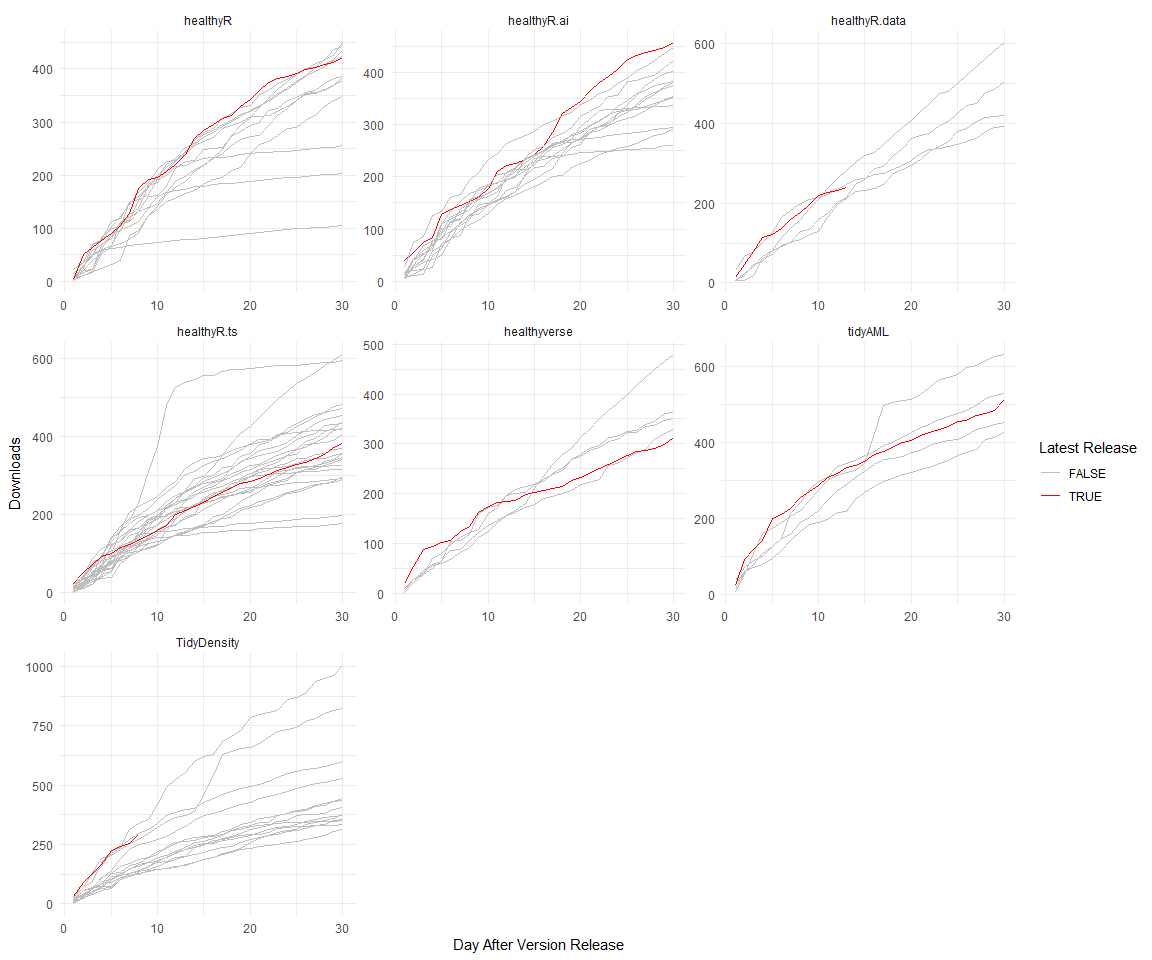 healthyR healthyR.ai healthyR.data
400
300
200
100
0
0 10 20 30
400
300
200
100
0
0 10 20 30
600
400
200
0
0 10 20 30
healthyR.ts healthyverse tidyAML
600
400
200
0
0 10 20 30
500
400
300
200
100
0
0 10 20 30
600
400
200
0
0 10 20 30
TidyDensity
1000
750
500
250
0
0 10 20 30
Downloads
Day After Version Release
Latest Release
FALSE
TRUE